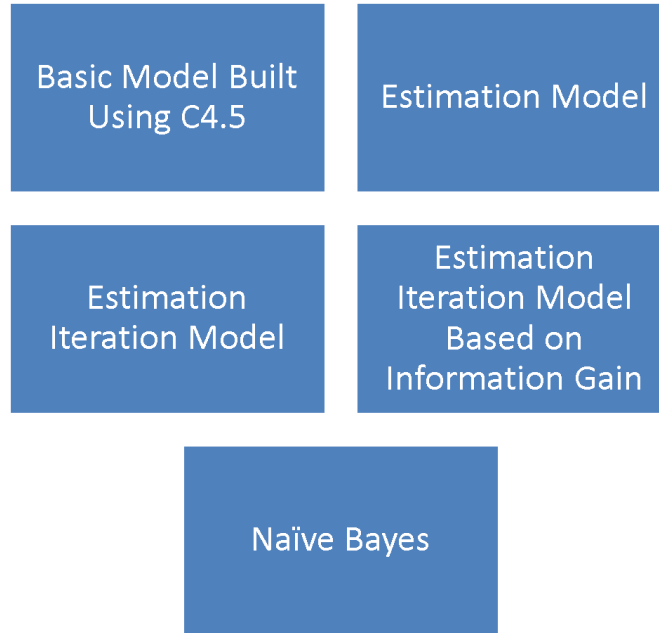 Basic Model Built
Using C4.5
Estimation Model
Estimation
Iteration Model
Estimation
Iteration Model
Based on
Information Gain
Naïve Bayes